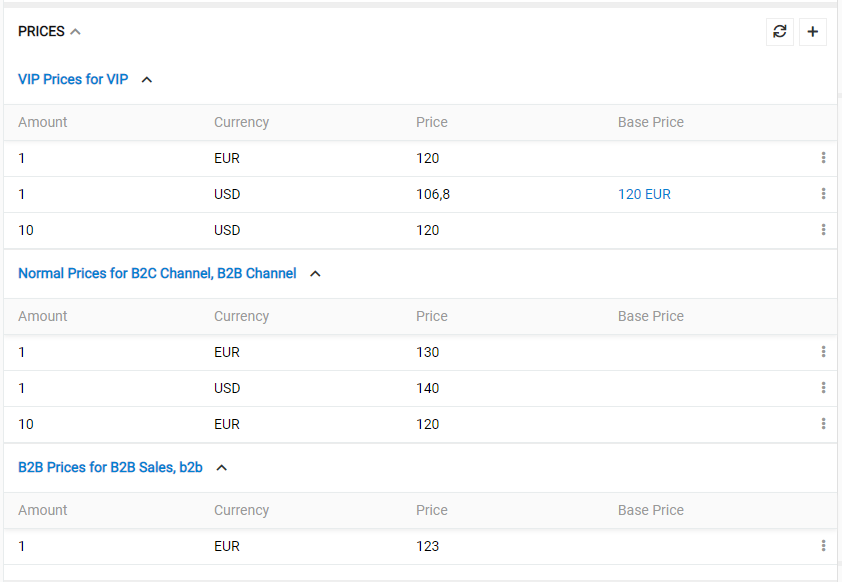 PRICES
VIP Prices for VIP
Amount Currency Price Base Price
1 EUR 120
1 USD 106,8 120 EUR
10 USD 120
Normal Prices for B2C Channel, B2B Channel
Amount Currency Price Base Price
1 EUR 130
1 USD 140
10 EUR 120
B2B Prices for B2B Sales, b2b
Amount Currency Price Base Price
1 EUR 123